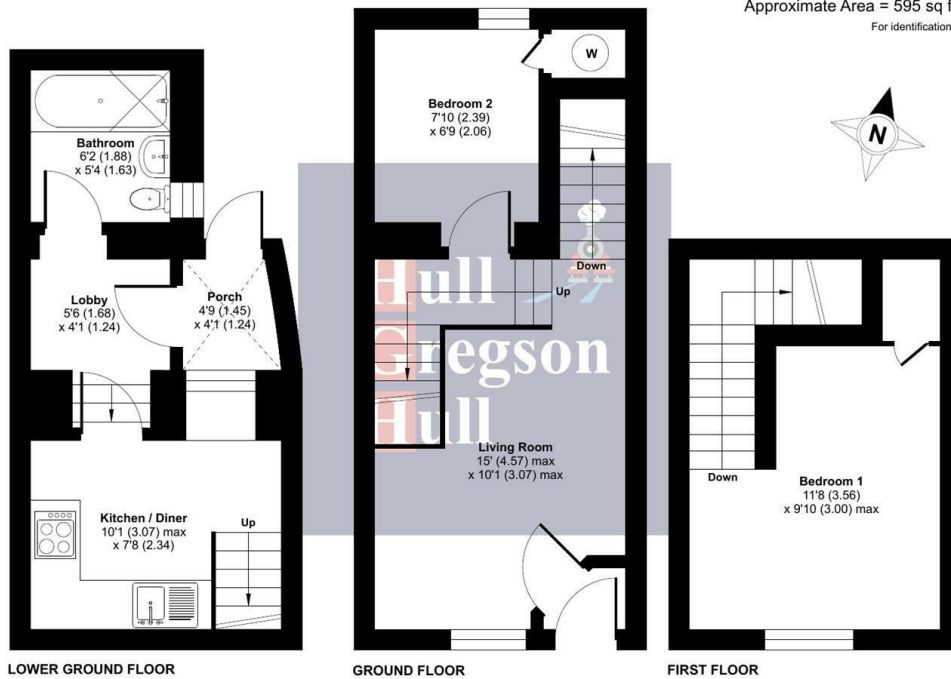 Approximate Area = 595 sq f
For identification
W
Bedroom 2
7'10 (2.39)
x 6'9 (2.06)
Bathroom
6'2 (1.88)
x 5'4 (1.63)
N
Down
Up
Lobby
5'6 (1.68)
x 4'1 (1.24)
Porch
4'9 (1.45)
x 4'1 (1.24)
Hull
Gregson
Hull
Living Room
15' (4.57) max
x 10'1 (3.07) max
Down
Bedroom 1
11'8 (3.56)
x 9'10 (3.00) max
Kitchen / Diner
10'1 (3.07) max
x 7'8 (2.34)
Up
LOWER GROUND FLOOR
GROUND FLOOR
FIRST FLOOR